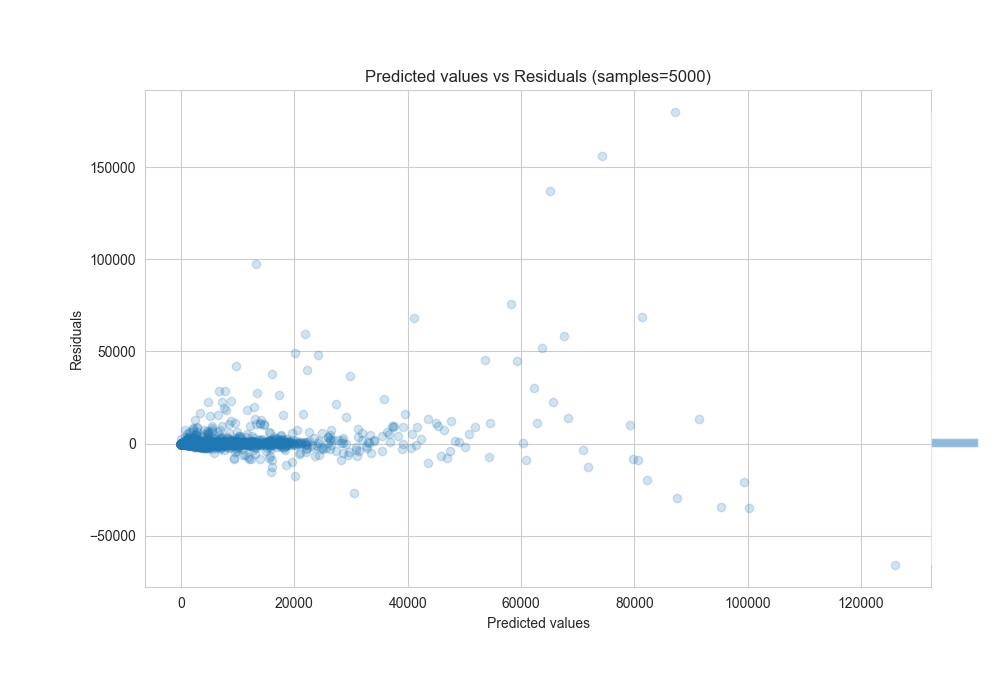 Predicted values vs Residuals (samples=5000)
150000
100000
50000
0
−50000
Residuals
0 20000 40000 60000 80000 100000 120000
Predicted values